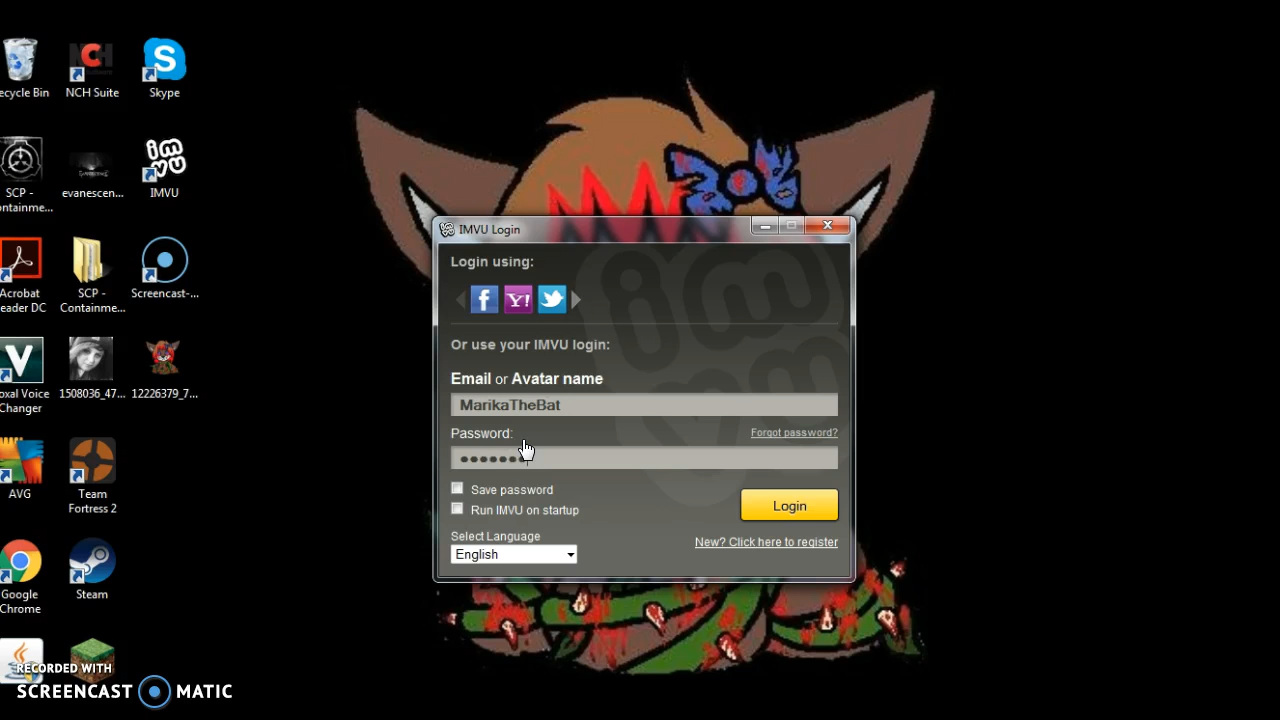 ecycle Bin
NCH Suite
Skype
SCP -
ontainme...
evanescen...
IMVU
Acrobat
eader DC
SCP -
Containme...
Screencast-...
oxal Voice
Changer
1508036_47...
12226379_7...
AVG
Team
Fortress 2
Google
Chrome
Steam
IMVU Login
Login using:
Or use your IMVU login:
Email or Avatar name
MarikaTheBat
Password:
Forgot password?
Save password
Run IMVU on startup
Login
Select Language
English
New? Click here to register
RECORDED WITH
SCREENCAST MATIC